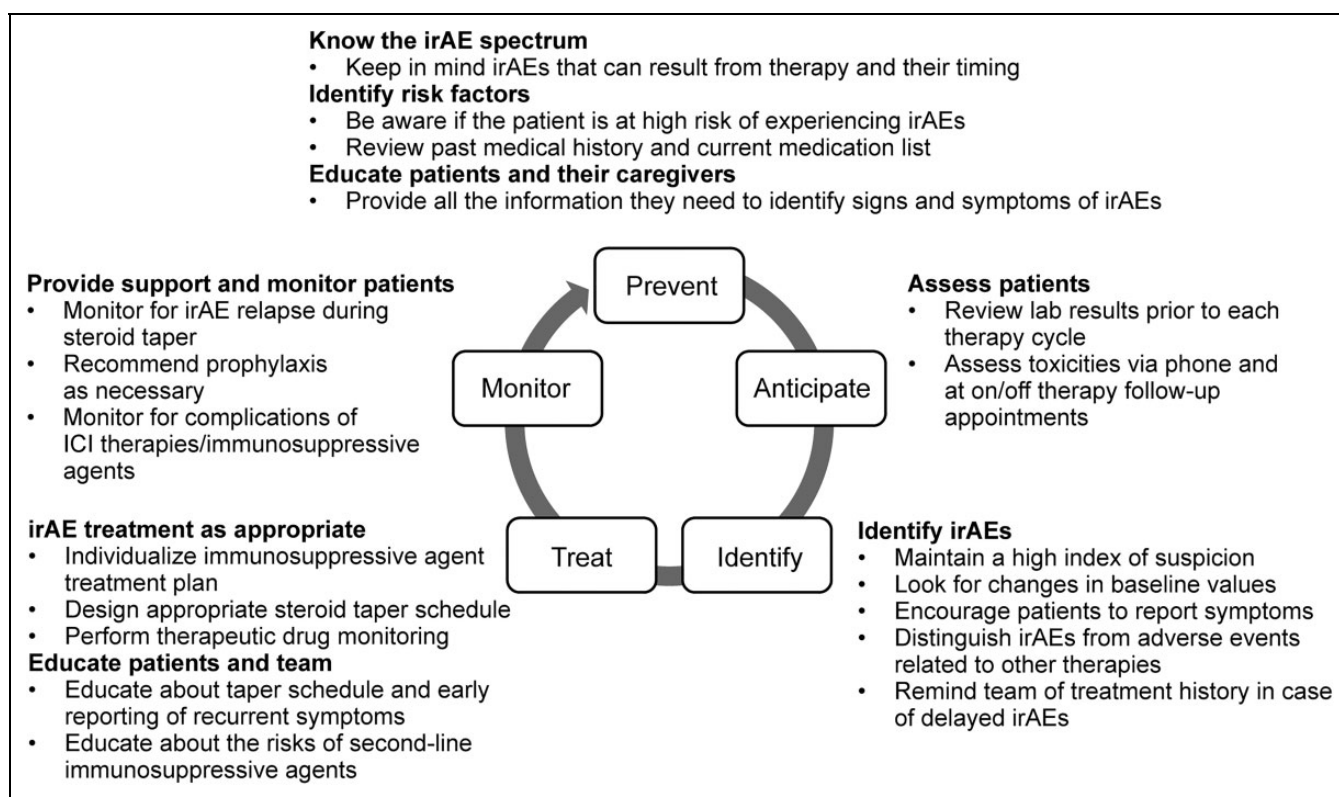 Know the irAE spectrum
• Keep in mind irAEs that can result from therapy and their timing
Identify risk factors
• Be aware if the patient is at high risk of experiencing irAEs
• Review past medical history and current medication list
Educate patients and their caregivers
• Provide all the information they need to identify signs and symptoms of irAEs
Prevent
Anticipate
Identify
Treat
Monitor
Assess patients
• Review lab results prior to each
therapy cycle
• Assess toxicities via phone and
at on/off therapy follow-up
appointments
Identify irAEs
• Maintain a high index of suspicion
• Look for changes in baseline values
• Encourage patients to report symptoms
• Distinguish irAEs from adverse events
related to other therapies
• Remind team of treatment history in case
of delayed irAEs
irAE treatment as appropriate
• Individualize immunosuppressive agent
treatment plan
• Design appropriate steroid taper schedule
• Perform therapeutic drug monitoring
Educate patients and team
• Educate about taper schedule and early
reporting of recurrent symptoms
• Educate about the risks of second-line
immunosuppressive agents
Provide support and monitor patients
• Monitor for irAE relapse during
steroid taper
• Recommend prophylaxis
as necessary
• Monitor for complications of
ICI therapies/immunosuppressive
agents